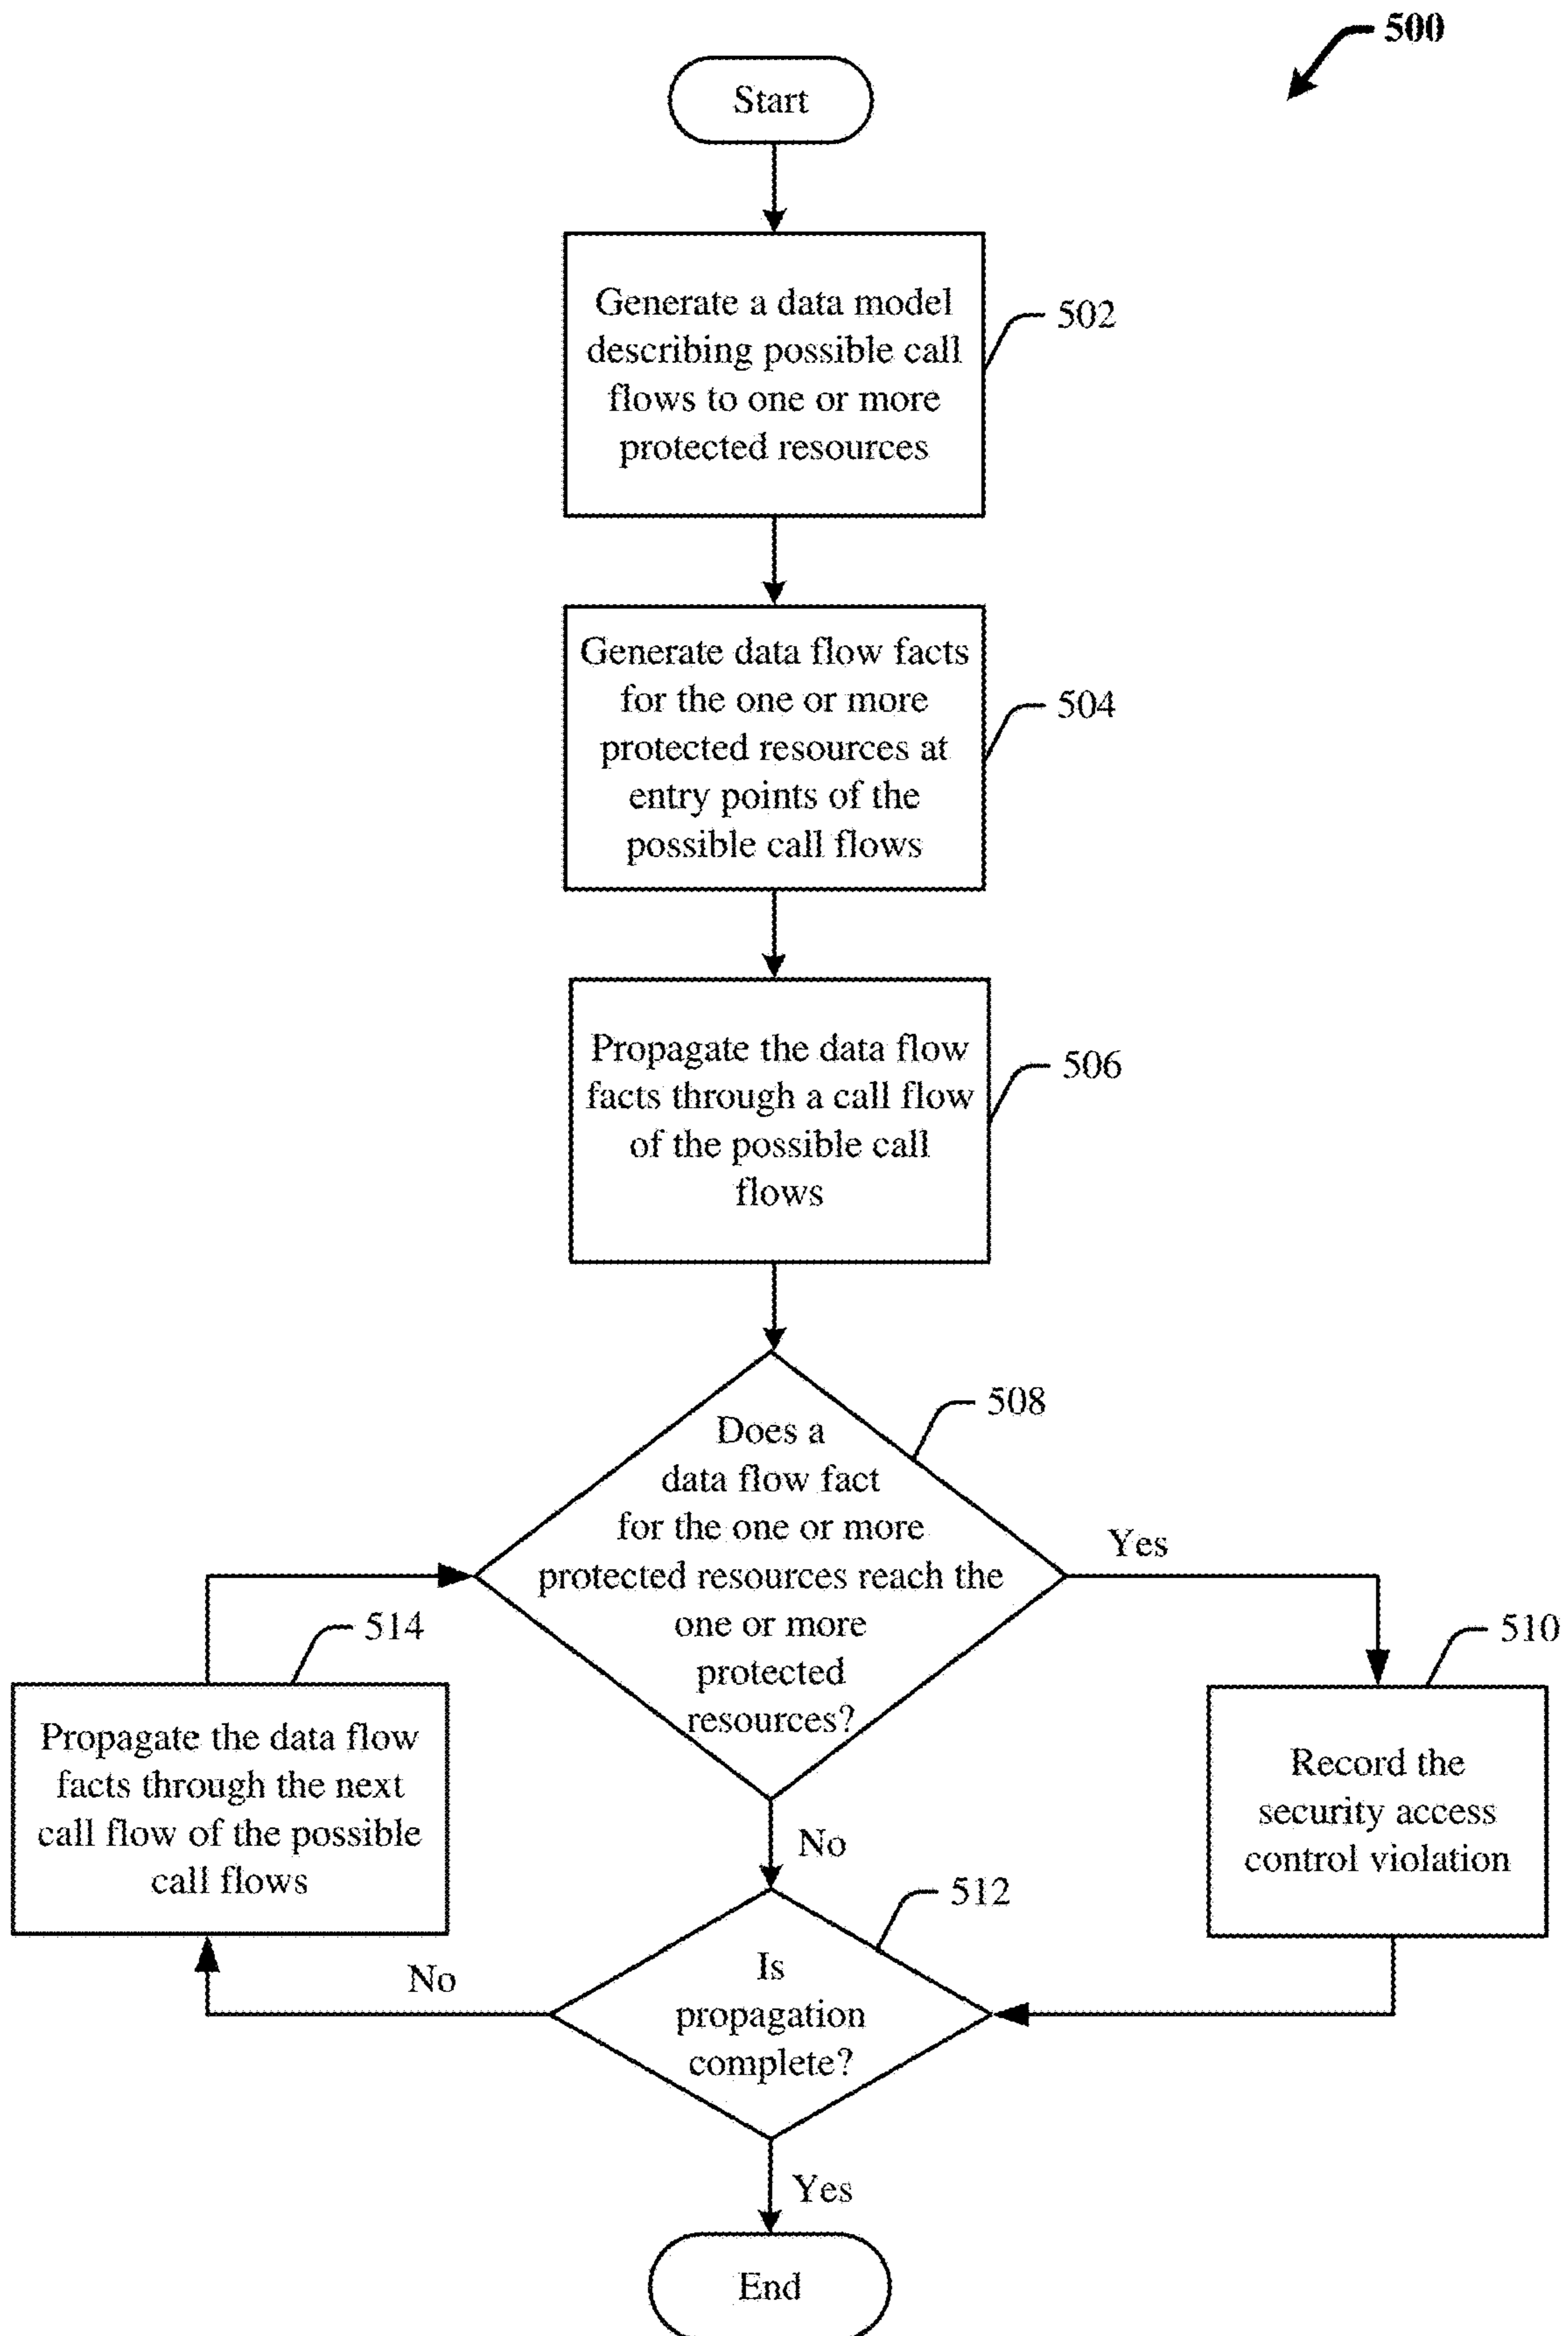 500
Start
Generate a data model
describing possible call
flows to one or more
protected resources
502
Generate data flow facts
for the one or more
protected resources at
entry points of the
possible call flows
504
Propagate the data flow
facts through a call flow
of the possible call
flows
506
Does a
data flow fact
for the one or more
protected resources reach the
one or more
protected
resources?
508
Yes
514
Propagate the data flow
facts through the next
call flow of the possible
call flows
510
Record the
security access
control violation
No
512
Is
propagation
complete?
No
Yes
End